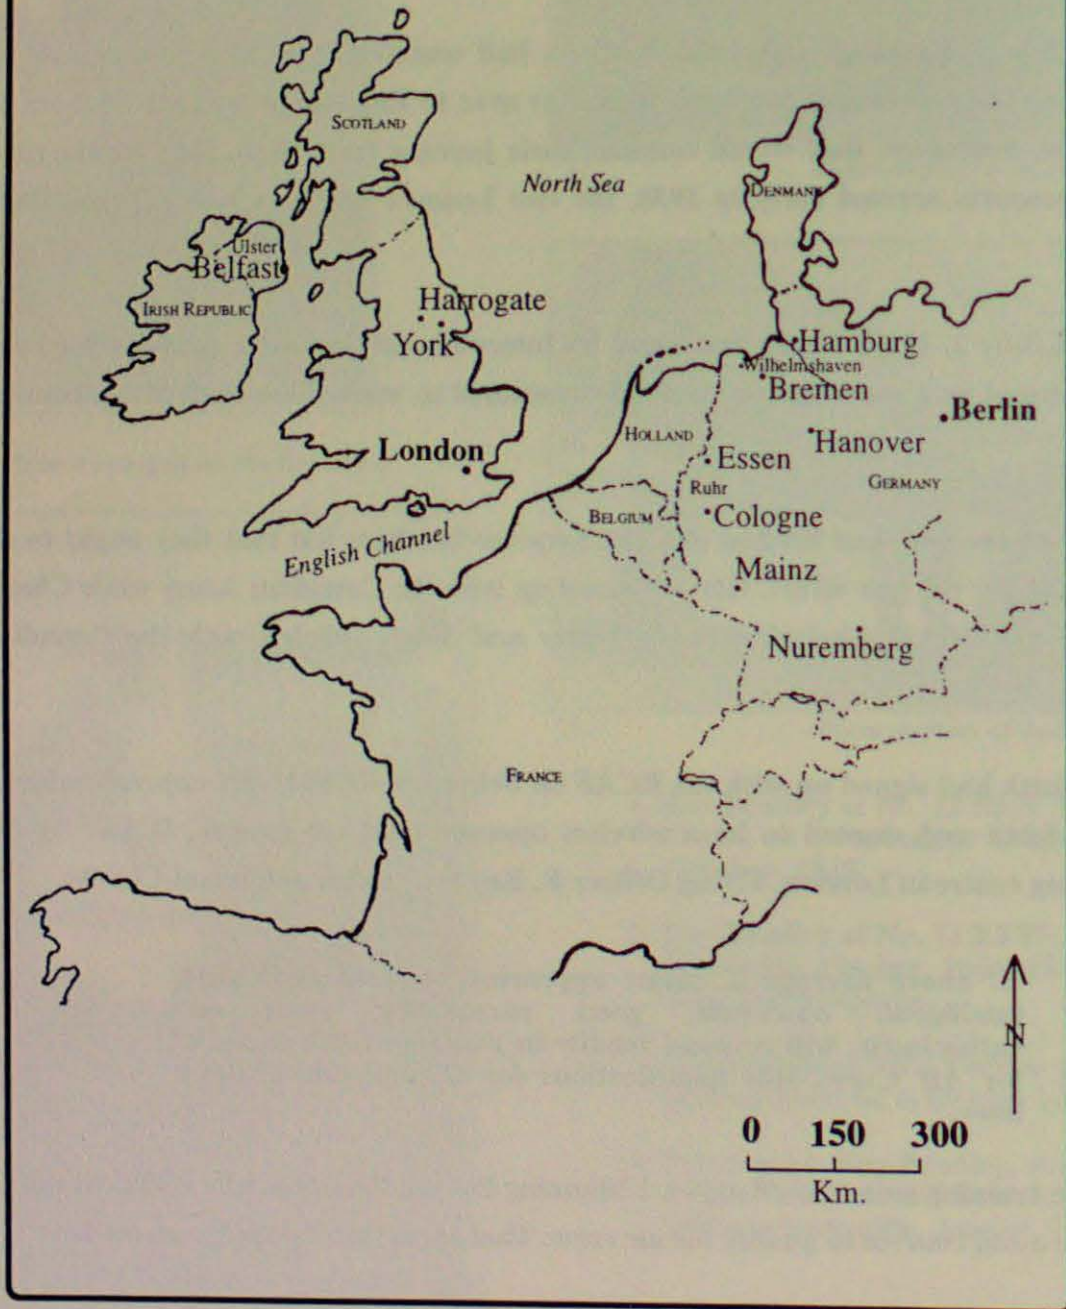 SCOTLAND
North Sea
DENMARK
Ulster
Belfast
IRISH REPUBLIC
Harrogate
York
Hamburg
Wilhelmshaven
Bremen
Berlin
HOLLAND
Hanover
London
Essen
GERMANY
Ruhr
BELGIUM
Cologne
English Channel
Mainz
Nuremberg
FRANCE
N
0 150 300
Km.